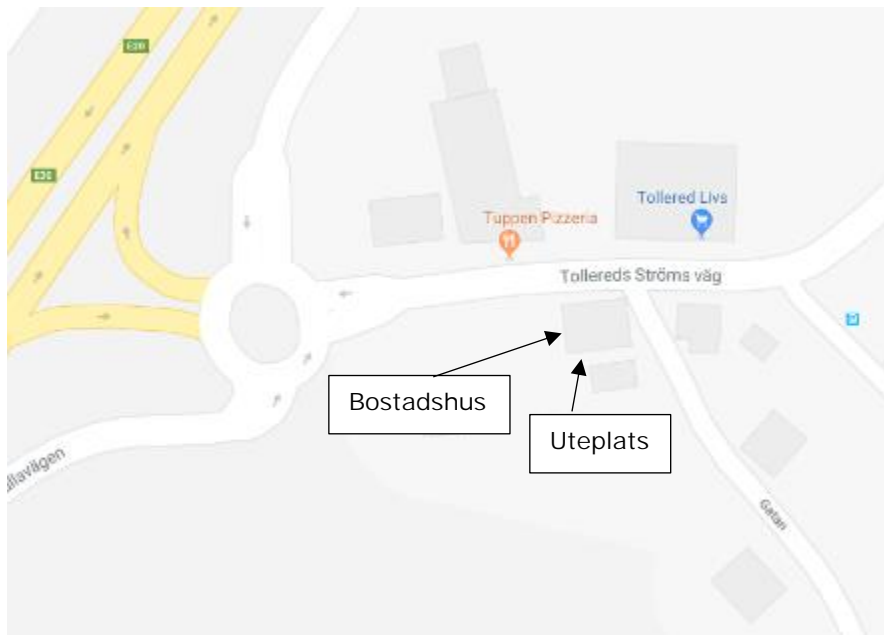 E20
E20
Tollered Livs
Tuppen Pizzeria
Tollereds Ströms väg
Bostadshus
Uteplats
Gatan